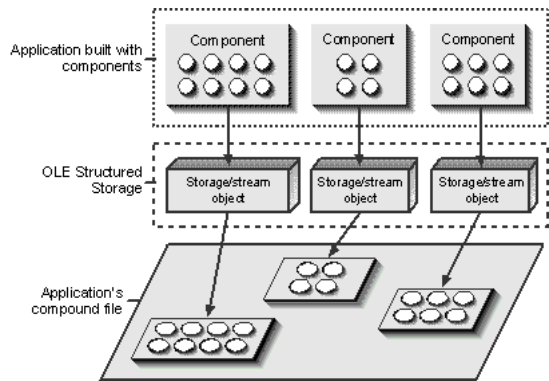 Application built with
components
Component
Component
Component
OLE Structured
Storage
Storage/stream
object
Storage/stream
object
Storage/stream
object
Application's
compound file